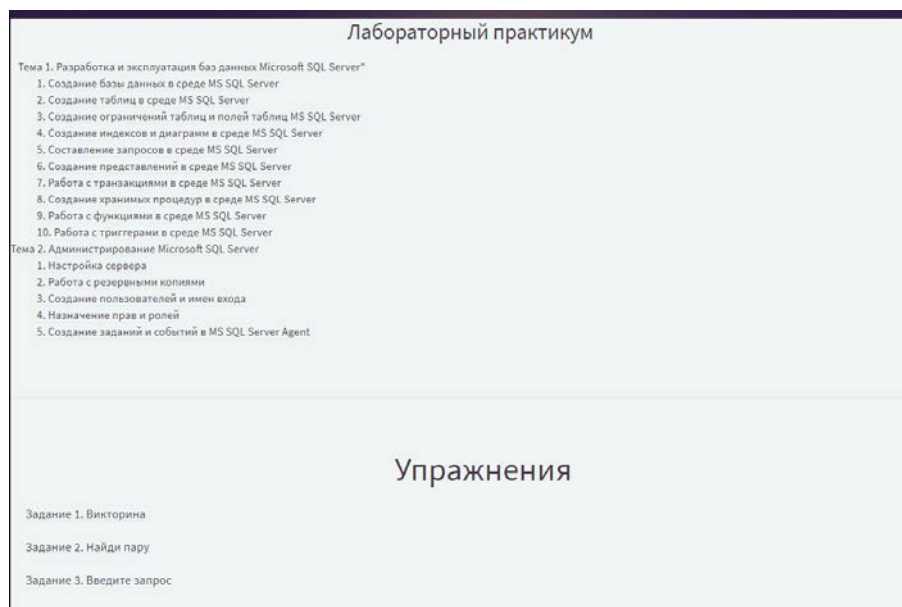 Лабораторный практикум
Тема 1. Разработка и эксплуатация баз данных Microsoft SQL Server"
1. Создание базы данных в среде MS SQL Server
2. Создание таблиц в среде MS SQL Server
3. Создание ограничений таблиц и полей таблиц MS SQL Server
4. Создание индексов и диаграмм в среде MS SQL Server
5. Составление запросов в среде MS SQL Server
6. Создание представлений в среде MS SQL Server
7. Работа с транзакциями в среде MS SQL Server
8. Создание хранимых процедур в среде MS SQL Server
9. Работа с функциями в среде MS SQL Server
10. Работа с триггерами в среде MS SQL Server
Тема 2. Администрирование Microsoft SQL Server
1. Настройка сервера
2. Работа с резервными копиями
3. Создание пользователей и имен входа
4. Назначение прав и ролей
5. Создание заданий и событий в MS SQL Server Agent
Упражнения
Задание 1. Викторина
Задание 2. Найди пару
Задание 3. Введите запрос